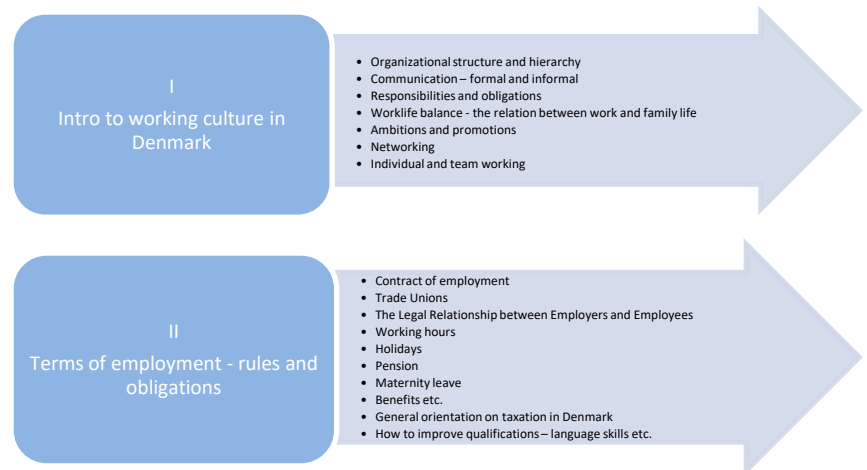 I
Intro to working culture in
Denmark
• Organizational structure and hierarchy
• Communication – formal and informal
• Responsibilities and obligations
• Worklife balance - the relation between work and family life
• Ambitions and promotions
• Networking
• Individual and team working
II
Terms of employment - rules and
obligations
• Contract of employment
• Trade Unions
• The Legal Relationship between Employers and Employees
• Working hours
• Holidays
• Pension
• Maternity leave
• Benefits etc.
• General orientation on taxation in Denmark
• How to improve qualifications – language skills etc.